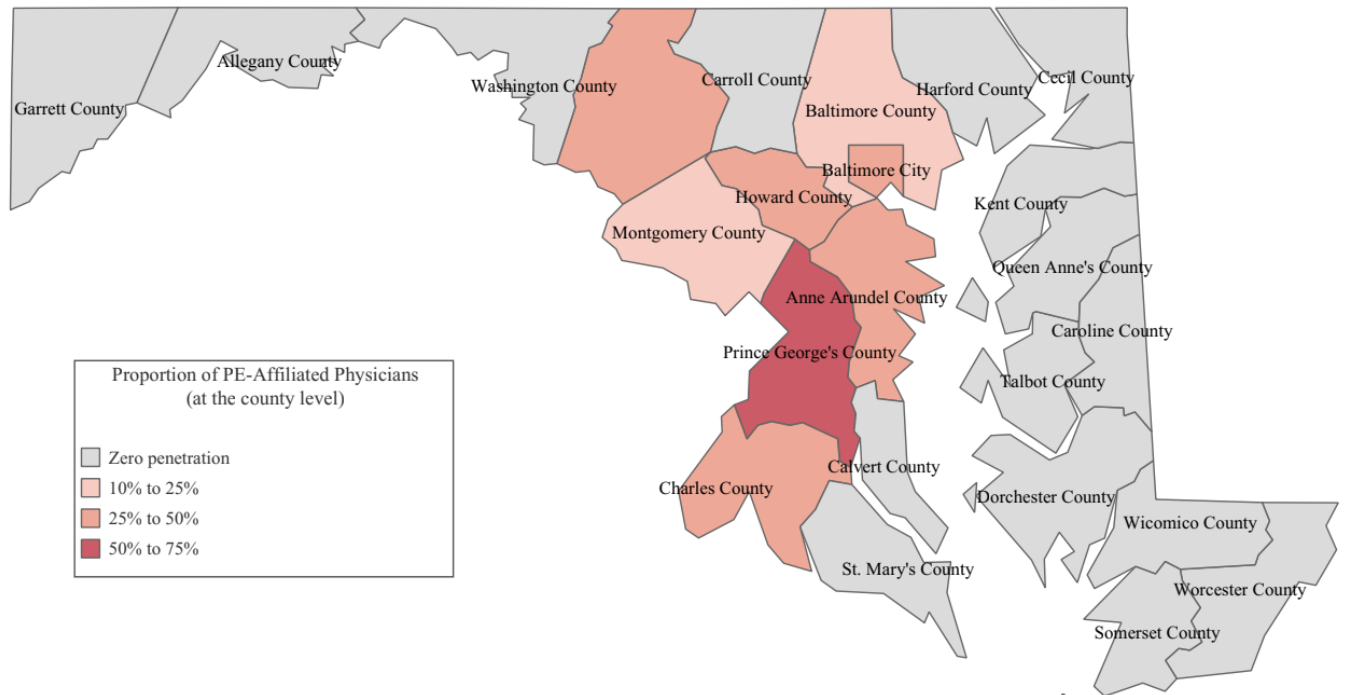 Allegany County
Garrett County
Washington County
Carroll County
Harford County
Cecil County
Baltimore County
Baltimore City
Howard County
Kent County
Montgomery County
Queen Anne's County
Anne Arundel County
Caroline County
Prince George's County
Talbot County
Proportion of PE-Affiliated Physicians
(at the county level)
Zero penetration
10% to 25%
25% to 50%
50% to 75%
Calvert County
Charles County
Dorchester County
Wicomico County
St. Mary's County
Worcester County
Somerset County